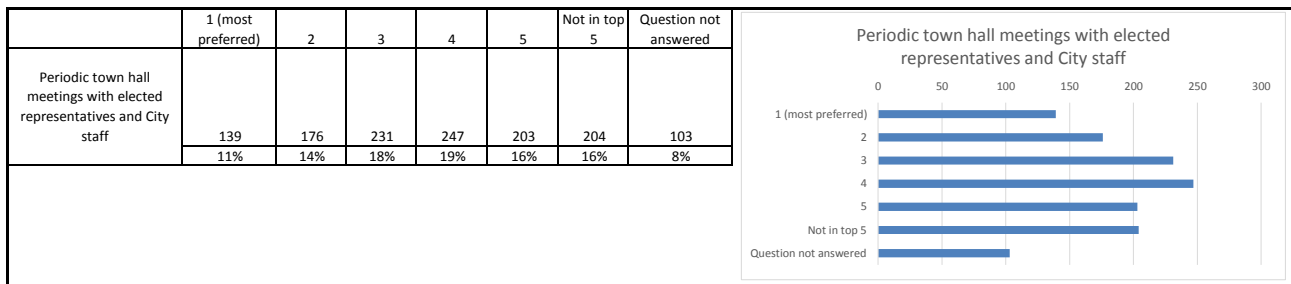 1 (most preferred) 2 3 4 5 Not in top 5 Question not answered
Periodic town hall
meetings with elected
representatives and City
staff
139 176 231 247 203 204 103
11% 14% 18% 19% 16% 16% 8%
Periodic town hall meetings with elected
representatives and City staff
0 50 100 150 200 250 300
1 (most preferred)
2
3
4
5
Not in top 5
Question not answered